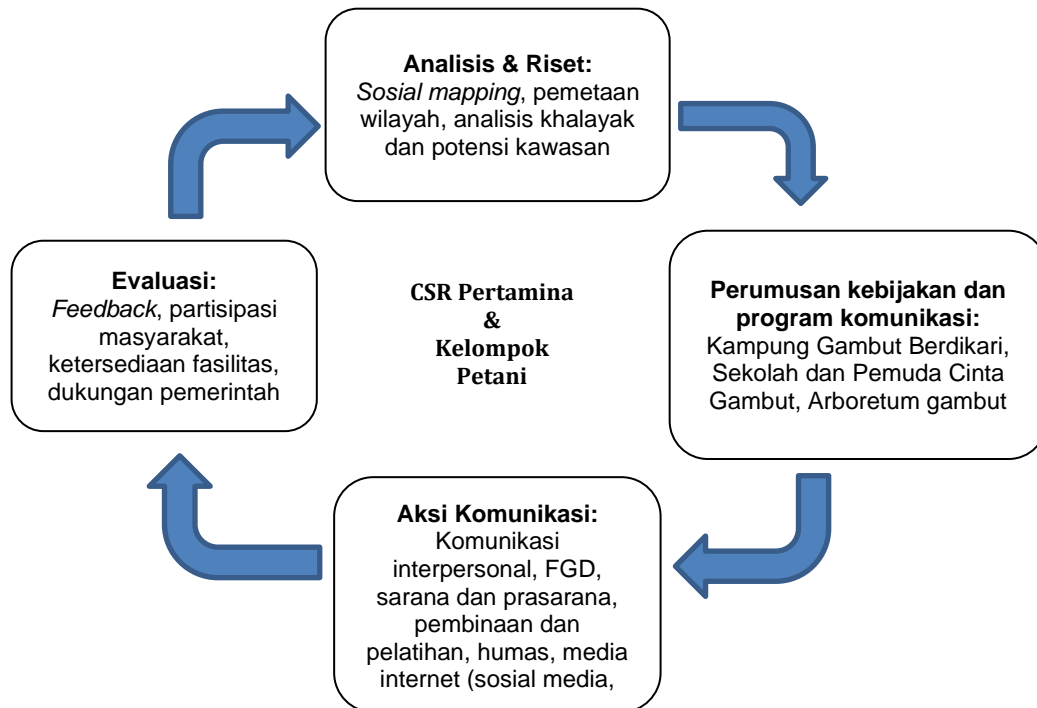 Analisis & Riset:
Sosial mapping, pemetaan
wilayah, analisis khalayak
dan potensi kawasan
Evaluasi:
Feedback, partisipasi
masyarakat,
ketersediaan fasilitas,
dukungan pemerintah
CSR Pertamina
&
Kelompok
Petani
Perumusan kebijakan dan
program komunikasi:
Kampung Gambut Berdikari,
Sekolah dan Pemuda Cinta
Gambut, Arboretum gambut
Aksi Komunikasi:
Komunikasi
interpersonal, FGD,
sarana dan prasarana,
pembinaan dan
pelatihan, humas, media
internet (sosial media,